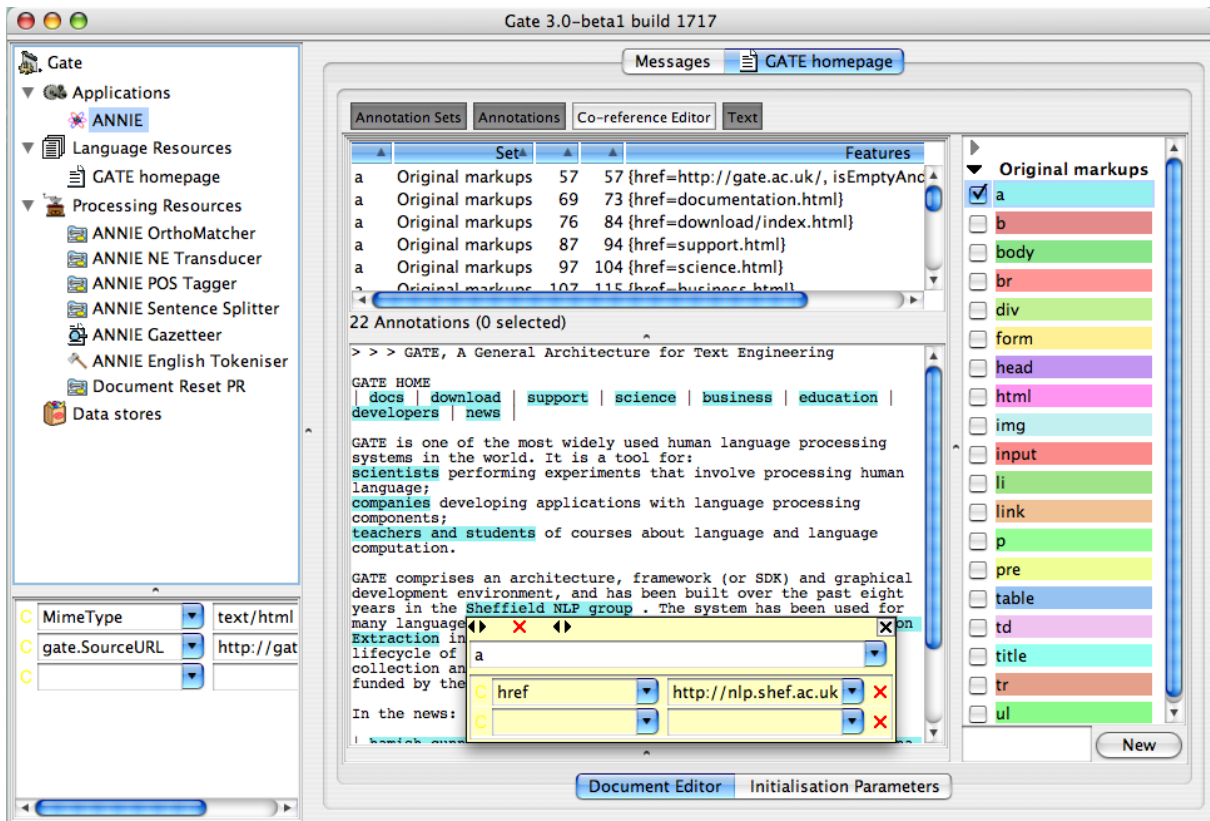 Gate 3.0-beta1 build 1717
Gate
Applications
ANNIE
Language Resources
GATE homepage
Processing Resources
ANNIE OrthoMatcher
ANNIE NE Transducer
ANNIE POS Tagger
ANNIE Sentence Splitter
ANNIE Gazetteer
ANNIE English Tokeniser
Document Reset PR
Data stores
C MimeType text/html
C gate.SourceURL http://gat
C
Messages GATE homepage
Annotation Sets Annotations Co-reference Editor Text
Set Features
a Original markups 57 57 {href=http://gate.ac.uk/, isEmptyAnd
a Original markups 69 73 {href=documentation.html}
a Original markups 76 84 {href=download/index.html}
a Original markups 87 94 {href=support.html}
a Original markups 97 104 {href=science.html}
a Original markups 107 115 {href=business.html}
22 Annotations (0 selected)
> > > GATE, A General Architecture for Text Engineering
GATE HOME
| docs | download | support | science | business | education |
developers | news |
GATE is one of the most widely used human language processing
systems in the world. It is a tool for:
scientists performing experiments that involve processing human
language;
companies developing applications with language processing
components;
teachers and students of courses about language and language
computation.
GATE comprises an architecture, framework (or SDK) and graphical
development environment, and has been built over the past eight
years in the Sheffield NLP group . The system has been used for
many language on
Extraction in
lifecycle of
collection an
funded by the
In the news:
a
C href http://nlp.shef.ac.uk
C
Original markups
a
b
body
br
div
form
head
html
img
input
li
link
p
pre
table
td
title
tr
ul
New
Document Editor Initialisation Parameters